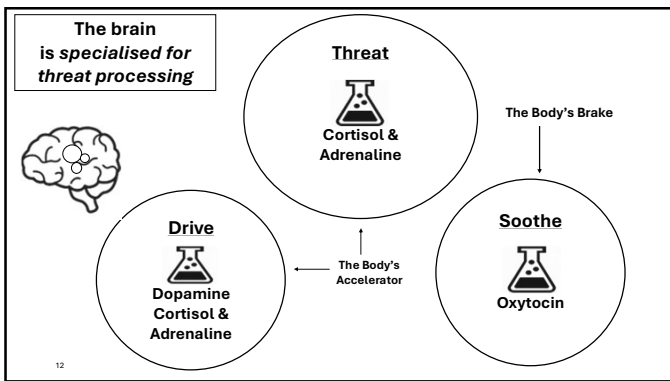 The brain
is specialised for
threat processing
Threat
Cortisol &
Adrenaline
The Body's Brake
Drive
Dopamine
Cortisol &
Adrenaline
The Body's
Accelerator
Soothe
Oxytocin
12